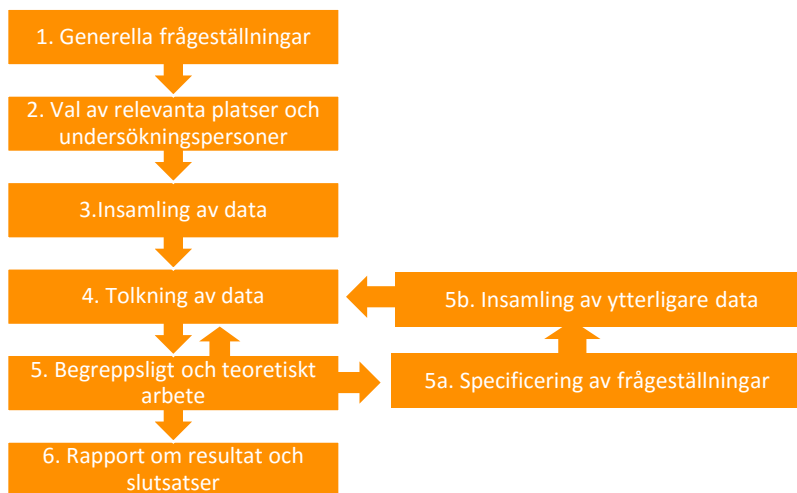 1. Generella frågeställningar
2. Val av relevanta platser och
undersökningspersoner
3.Insamling av data
4. Tolkning av data
5b. Insamling av ytterligare data
5. Begreppsligt och teoretiskt
arbete
5a. Specificering av frågeställningar
6. Rapport om resultat och
slutsatser